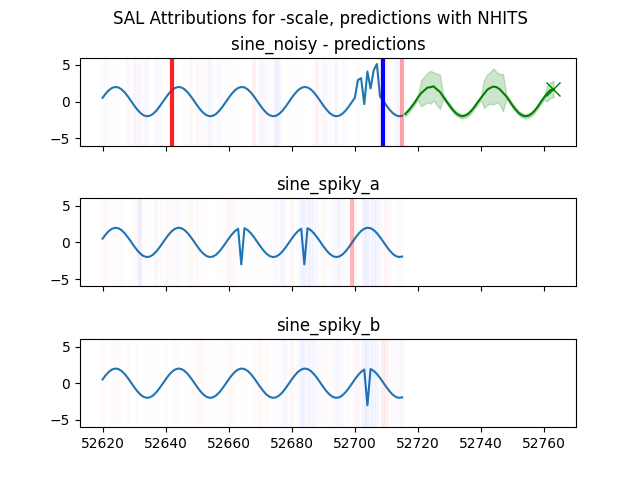 SAL Attributions for -scale, predictions with NHITS
sine_noisy - predictions
5
0
−5
sine_spiky_a
5
0
−5
sine_spiky_b
5
0
−5
52620 52640 52660 52680 52700 52720 52740 52760